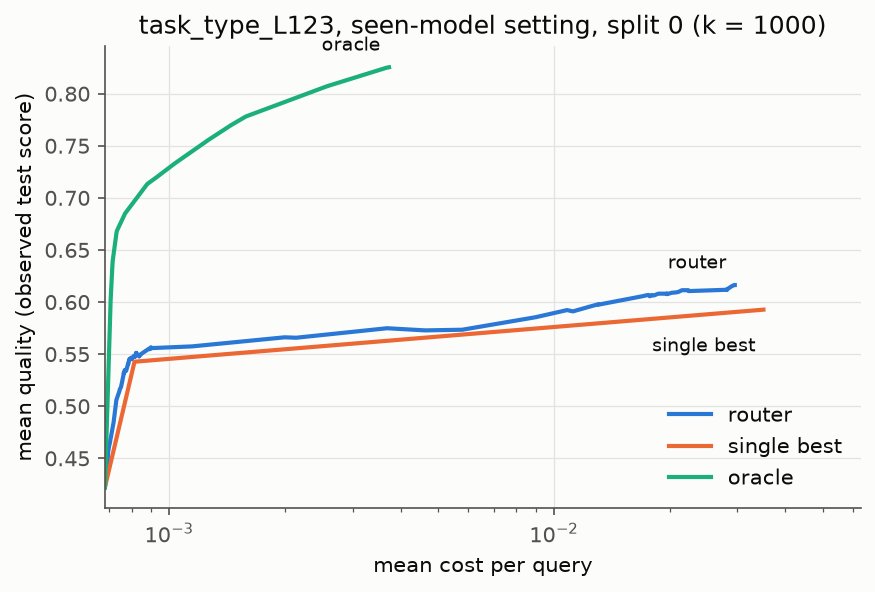 task_type_L123, seen-model setting, split 0 (k = 1000)
oracle
router
single best
mean quality (observed test score)
0.80
0.75
0.70
0.65
0.60
0.55
0.50
0.45
router
single best
oracle
10⁻³
10⁻²
mean cost per query